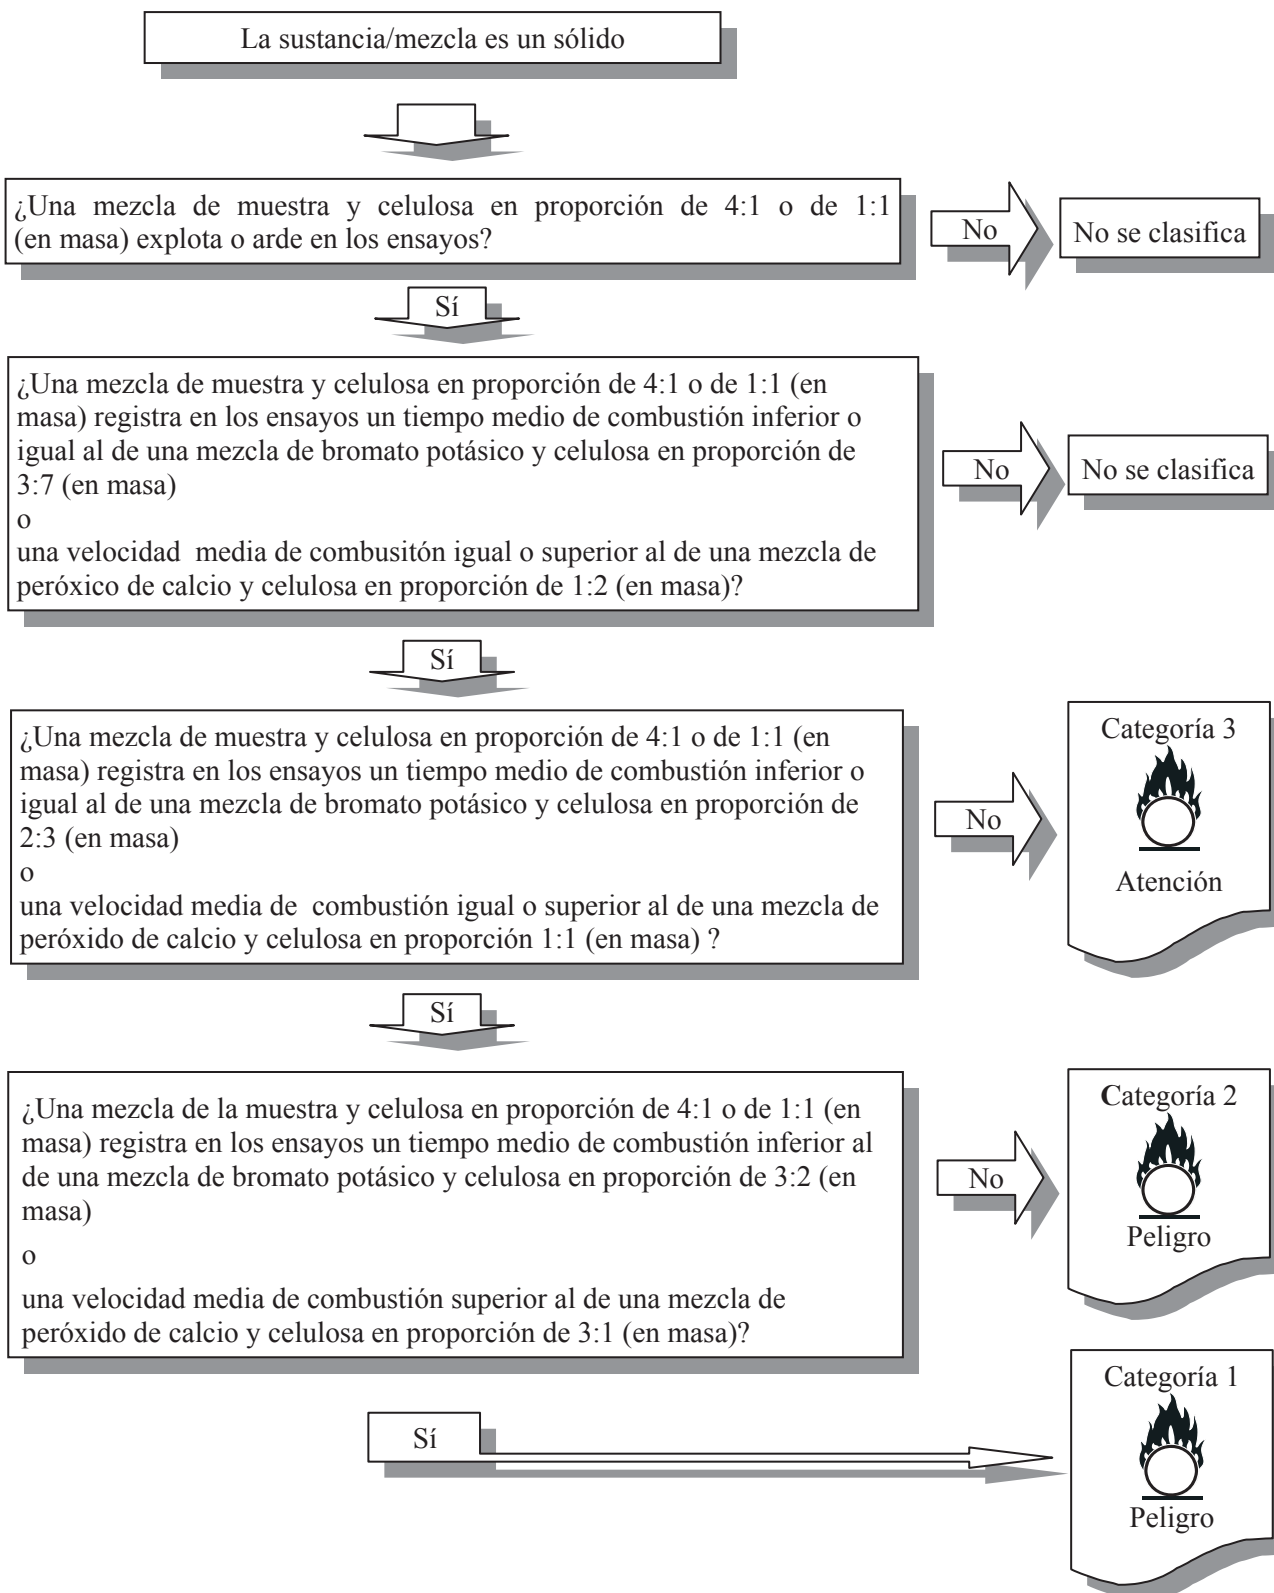 La sustancia/mezcla es un sólido
¿Una mezcla de muestra y celulosa en proporción de 4:1 o de 1:1
(en masa) explota o arde en los ensayos?
No
No se clasifica
Sí
¿Una mezcla de muestra y celulosa en proporción de 4:1 o de 1:1 (en
masa) registra en los ensayos un tiempo medio de combustión inferior o
igual al de una mezcla de bromato potásico y celulosa en proporción de
3:7 (en masa)
o
una velocidad media de combusitón igual o superior al de una mezcla de
peróxico de calcio y celulosa en proporción de 1:2 (en masa)?
No
No se clasifica
Sí
¿Una mezcla de muestra y celulosa en proporción de 4:1 o de 1:1 (en
masa) registra en los ensayos un tiempo medio de combustión inferior o
igual al de una mezcla de bromato potásico y celulosa en proporción de
2:3 (en masa)
o
una velocidad media de combustión igual o superior al de una mezcla de
peróxido de calcio y celulosa en proporción 1:1 (en masa) ?
No
Categoría 3
Atención
Sí
¿Una mezcla de la muestra y celulosa en proporción de 4:1 o de 1:1 (en
masa) registra en los ensayos un tiempo medio de combustión inferior al
de una mezcla de bromato potásico y celulosa en proporción de 3:2 (en
masa)
o
una velocidad media de combustión superior al de una mezcla de
peróxido de calcio y celulosa en proporción de 3:1 (en masa)?
No
Categoría 2
Peligro
Sí
Categoría 1
Peligro